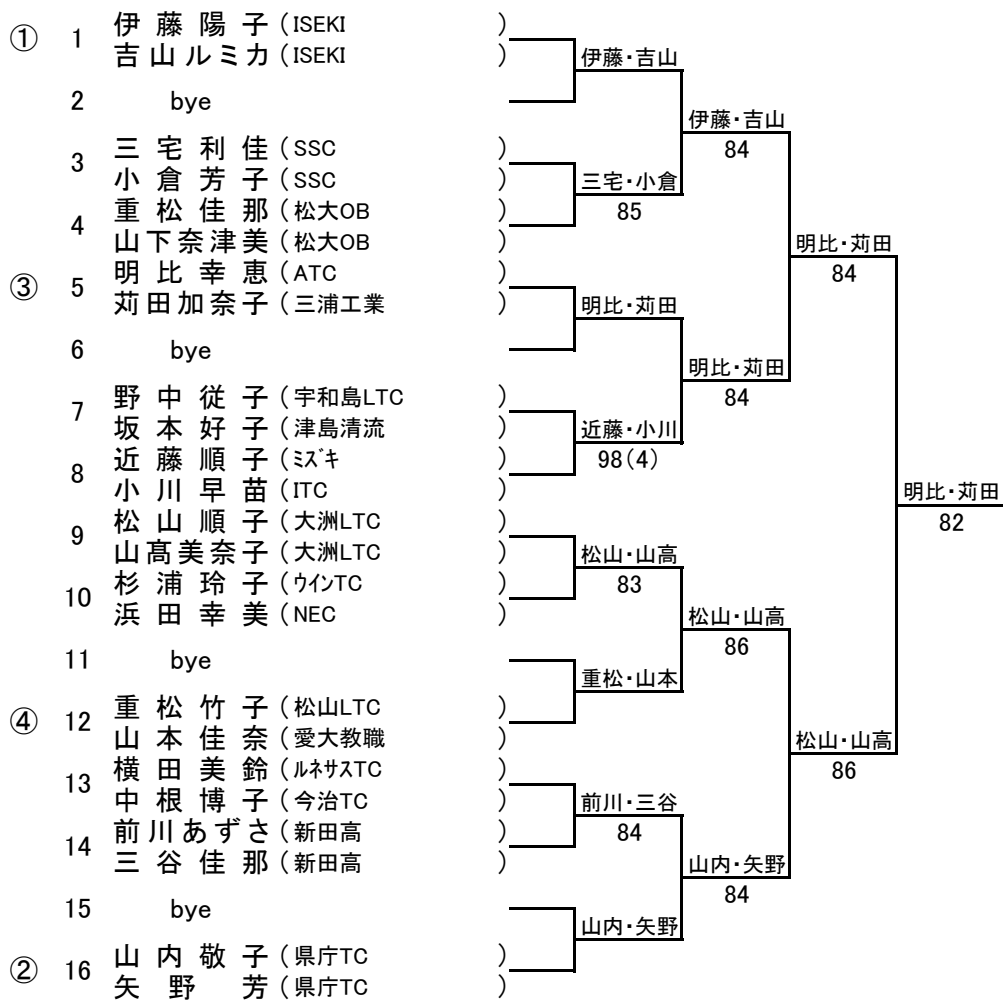 ① 1 伊藤陽子 (ISEKI )
吉山ルミカ (ISEKI )
伊藤・吉山
2 bye
伊藤・吉山
84
3 三宅利佳 (SSC )
小倉芳子 (SSC )
三宅・小倉
85
4 重松佳那 (松大OB )
山下奈津美 (松大OB )
明比・苅田
84
③ 5 明比幸恵 (ATC )
苅田加奈子 (三浦工業 )
明比・苅田
6 bye
明比・苅田
84
7 野中従子 (宇和島LTC )
坂本好子 (津島清流 )
近藤・小川
98(4)
8 近藤順子 (ミズキ )
小川早苗 (ITC )
明比・苅田
82
9 松山順子 (大洲LTC )
山髙美奈子 (大洲LTC )
松山・山高
83
10 杉浦玲子 (ウインTC )
浜田幸美 (NEC )
松山・山高
86
11 bye
重松・山本
④ 12 重松竹子 (松山LTC )
山本佳奈 (愛大教職 )
松山・山高
86
13 横田美鈴 (ルネサスTC )
中根博子 (今治TC )
前川・三谷
84
14 前川あずさ (新田高 )
三谷佳那 (新田高 )
山内・矢野
84
15 bye
山内・矢野
② 16 山内敬子 (県庁TC )
矢野芳 (県庁TC )